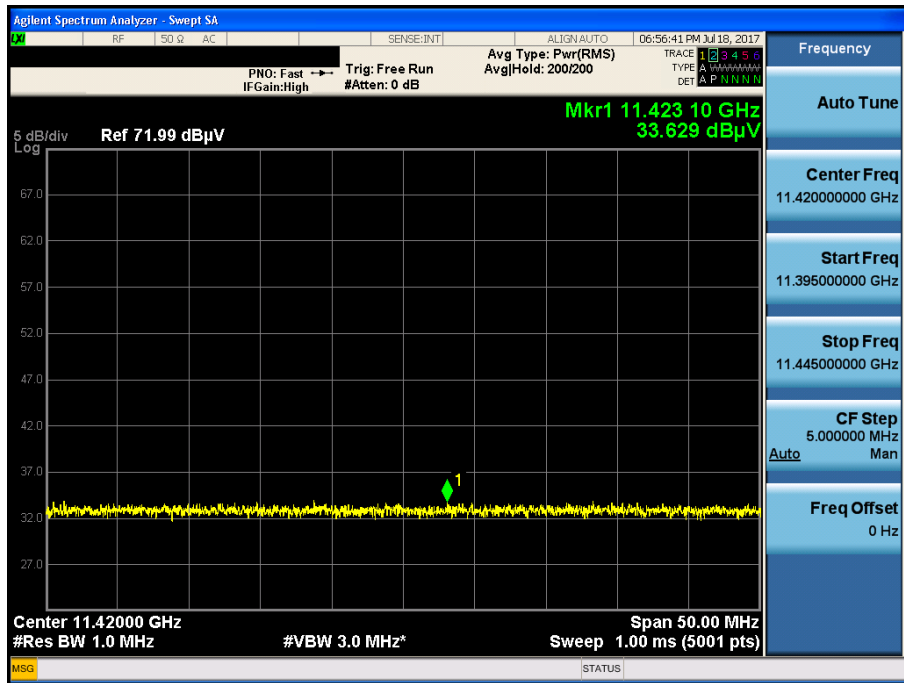 Agilent Spectrum Analyzer - Swept SA
LXI RF 50 Ω AC SENSE:INT ALIGN AUTO 06:56:41 PM Jul 18, 2017
PNO: Fast Trig: Free Run Avg Type: Pwr(RMS) TRACE 1 2 3 4 5 6
IFGain:High #Atten: 0 dB Avg|Hold: 200/200 TYPE A WWWWW
DET A P N N N N
Mkr1 11.423 10 GHz
33.629 dBµV
5 dB/div Ref 71.99 dBµV
Log
67.0
62.0
57.0
52.0
47.0
42.0
37.0
32.0
27.0
1
Center 11.42000 GHz Span 50.00 MHz
#Res BW 1.0 MHz #VBW 3.0 MHz* Sweep 1.00 ms (5001 pts)
MSG STATUS
Frequency
Auto Tune
Center Freq
11.420000000 GHz
Start Freq
11.395000000 GHz
Stop Freq
11.445000000 GHz
CF Step
5.000000 MHz
Auto Man
Freq Offset
0 Hz